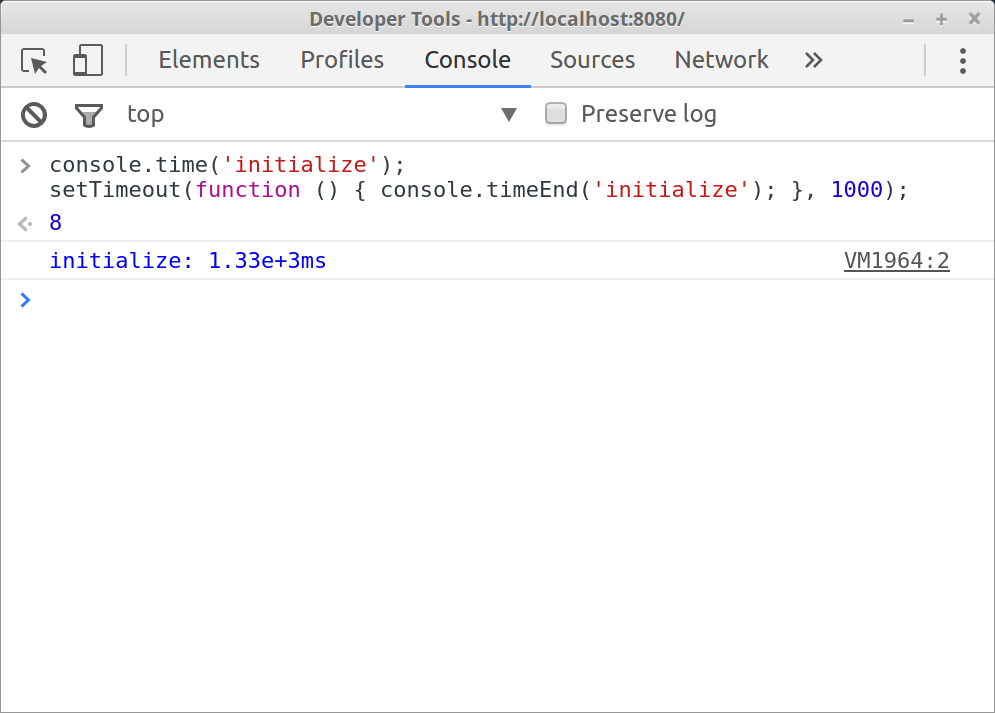 Developer Tools - http://localhost:8080/
Elements Profiles Console Sources Network
top Preserve log
console.time('initialize');
setTimeout(function () { console.timeEnd('initialize'); }, 1000);
8
initialize: 1.33e+3ms VM1964:2